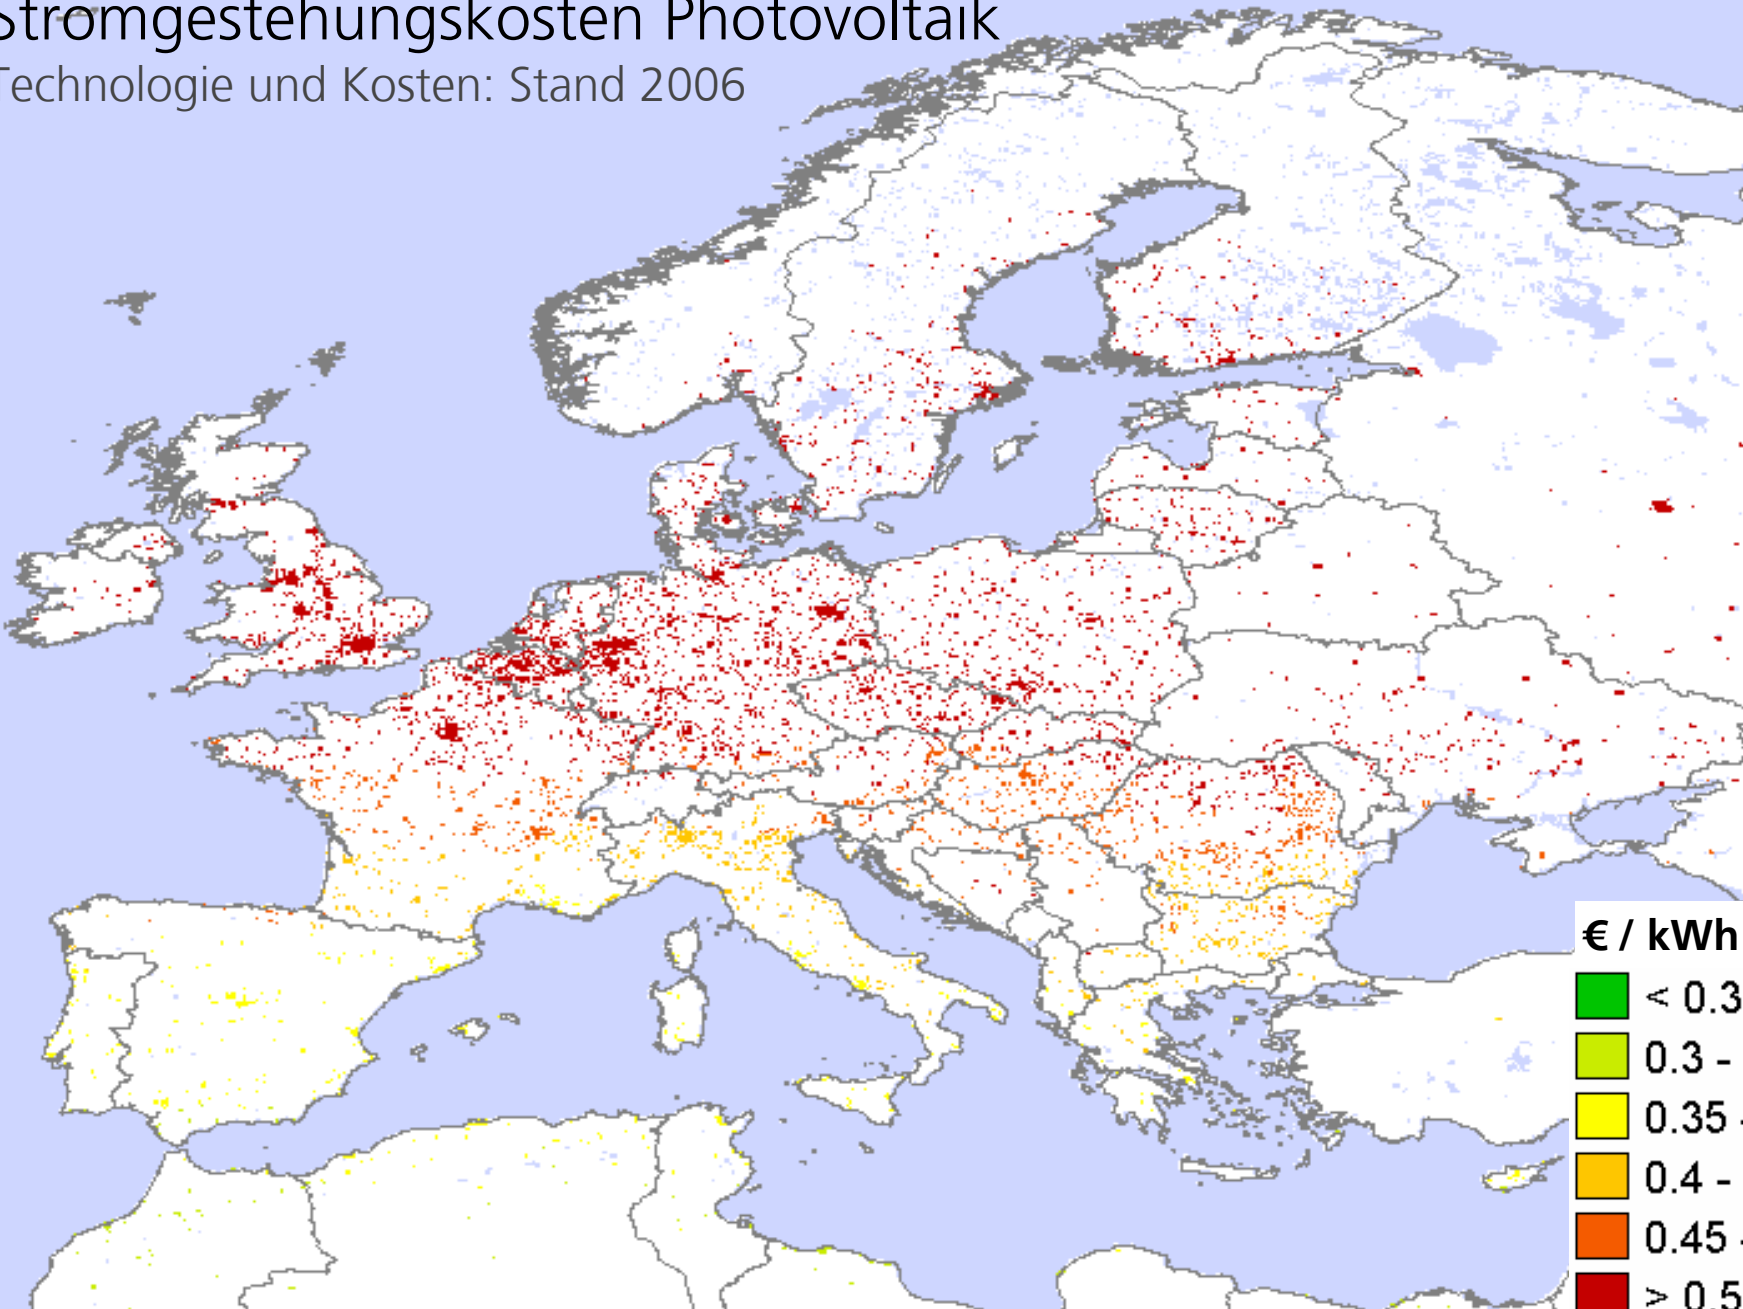 Stromgestehungskosten Photovoltaik
Technologie und Kosten: Stand 2006
€ / kWh
< 0.3
0.3 -
0.35 -
0.4 -
0.45 -
> 0.5